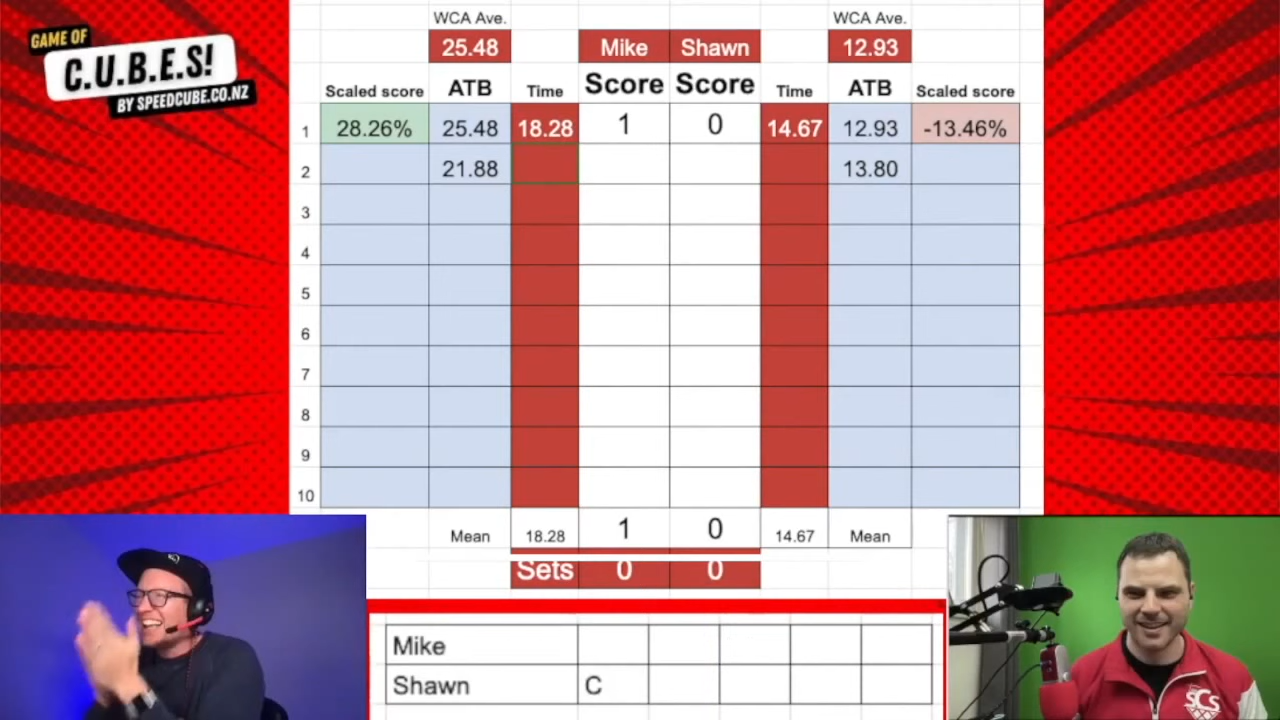 GAME OF
C.U.B.E.S!
BY SPEEDCUBE.CO.NZ
WCA Ave. WCA Ave.
25.48 Mike Shawn 12.93
Scaled score ATB Time Score Score Time ATB Scaled score
1 28.26% 25.48 18.28 1 0 14.67 12.93 -13.46%
2 21.88 13.80
3
4
5
6
7
8
9
10
Mean 18.28 1 0 14.67 Mean
Sets 0 0
Mike
Shawn C
SCS